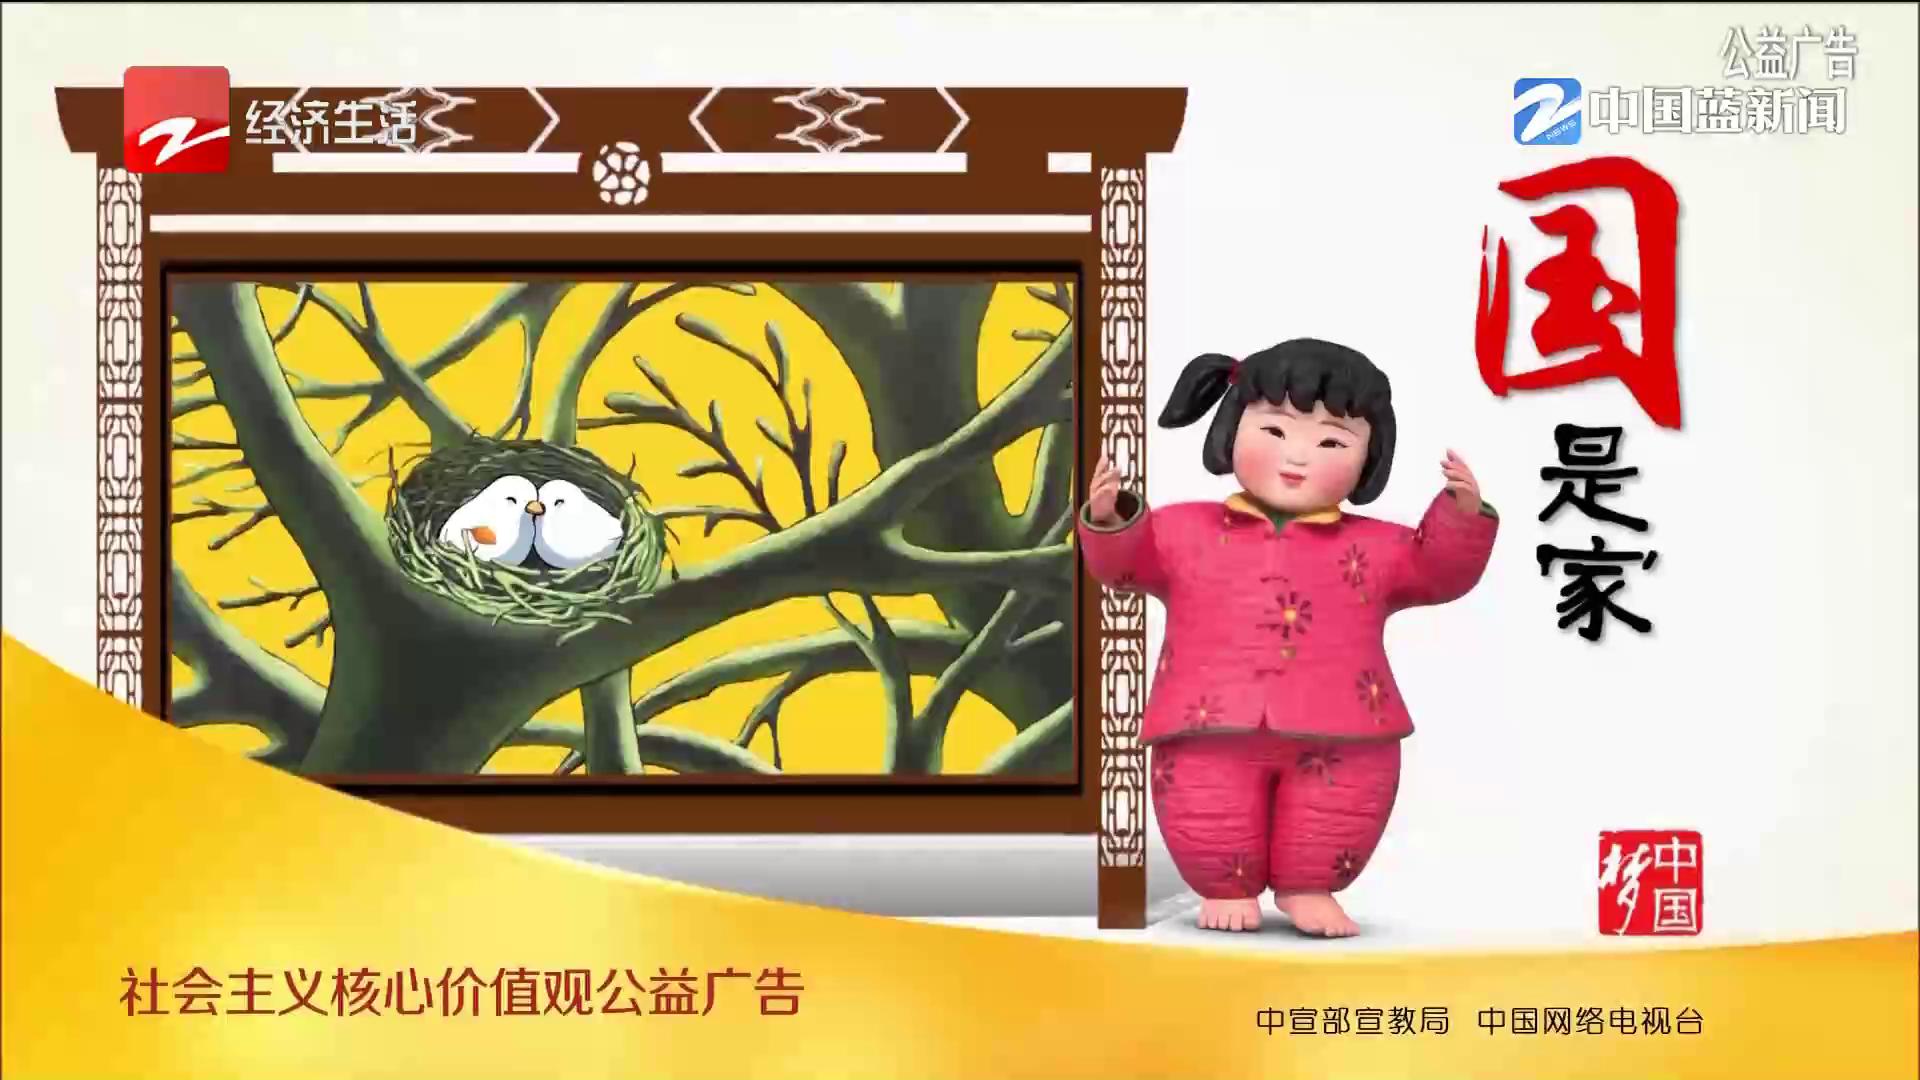 公益广告
经济生活
NEWS
中国蓝新闻
国是家
中国梦
社会主义核心价值观公益广告
中宣部宣教局 中国网络电视台